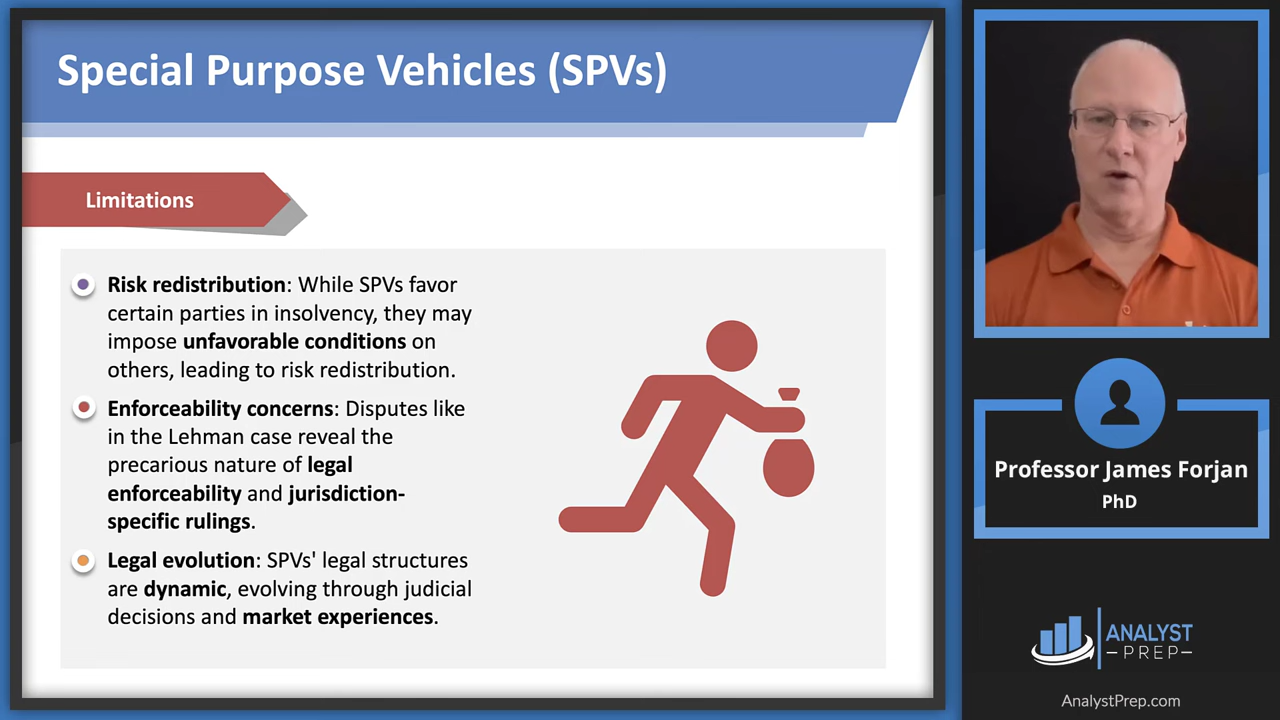 Special Purpose Vehicles (SPVs)
Limitations
Risk redistribution: While SPVs favor
certain parties in insolvency, they may
impose unfavorable conditions on
others, leading to risk redistribution.
Enforceability concerns: Disputes like
in the Lehman case reveal the
precarious nature of legal
enforceability and jurisdiction-
specific rulings.
Legal evolution: SPVs' legal structures
are dynamic, evolving through judicial
decisions and market experiences.
Professor James Forjan
PhD
ANALYST
PREP
AnalystPrep.com